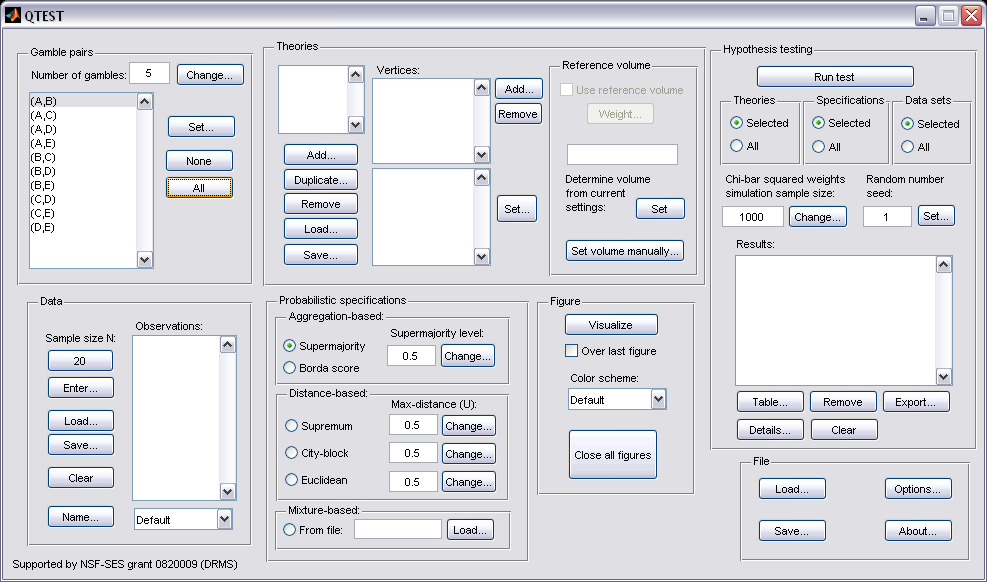 QTEST
Gamble pairs
Number of gambles: 5 Change...
(A,B)
(A,C)
(A,D)
(A,E)
(B,C)
(B,D)
(B,E)
(C,D)
(C,E)
(D,E)
Set...
None
All
Theories
Add...
Duplicate...
Remove
Load...
Save...
Vertices:
Add...
Remove
Set...
Reference volume
Use reference volume
Weight...
Determine volume
from current
settings: Set
Set volume manually...
Hypothesis testing
Run test
Theories
Selected
All
Specifications
Selected
All
Data sets
Selected
All
Chi-bar squared weights
simulation sample size:
1000 Change...
Random number
seed:
1 Set...
Results:
Table... Remove Export...
Details... Clear
Data
Sample size N:
20
Enter...
Load...
Save...
Clear
Name...
Observations:
Default
Probabilistic specifications
Aggregation-based:
Supermajority
Borda score
Supermajority level:
0.5 Change...
Distance-based:
Max-distance (U):
Supremum 0.5 Change...
City-block 0.5 Change...
Euclidean 0.5 Change...
Mixture-based:
From file: Load...
Figure
Visualize
Over last figure
Color scheme:
Default
Close all figures
File
Load... Options...
Save... About...
Supported by NSF-SES grant 0820009 (DRMS)